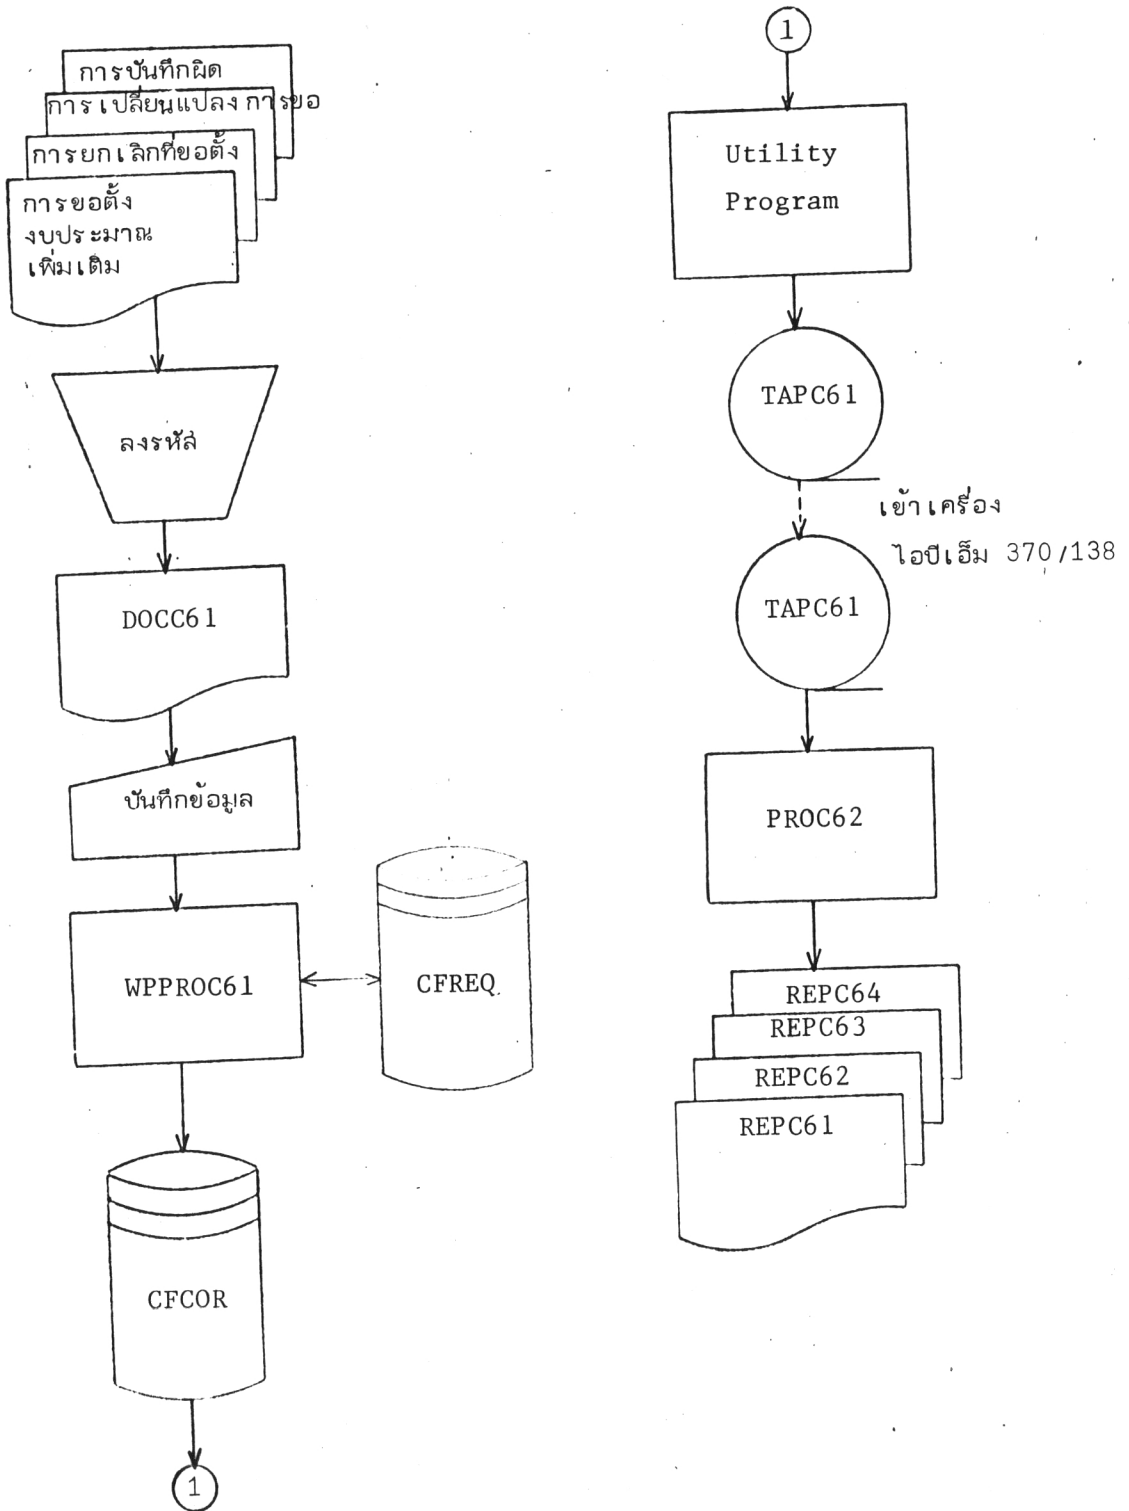 การบันทึกผิด
การเปลี่ยนแปลงการขอ
การยกเลิกที่ขอตั้ง
การขอตั้ง
งบประมาณ
เพิ่มเติม
ลงรหัส
DOCC61
บันทึกข้อมูล
WPPROC61
CFREQ
CFCOR
1
1
Utility
Program
TAPC61
เข้าเครื่อง
ไอบีเอ็ม 370/138
TAPC61
PROC62
REPC64
REPC63
REPC62
REPC61